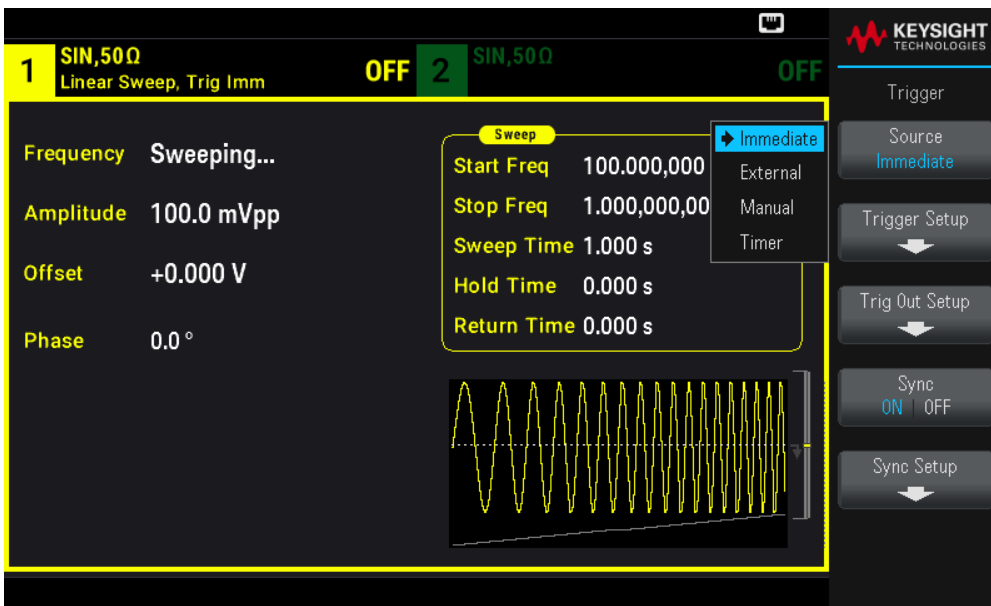 1
SIN,50Ω
Linear Sweep, Trig Imm
OFF
2
SIN,50Ω
OFF
Frequency Sweeping...
Amplitude 100.0 mVpp
Offset +0.000 V
Phase 0.0 °
Sweep
Start Freq 100.000,000
Stop Freq 1.000,000,00
Sweep Time 1.000 s
Hold Time 0.000 s
Return Time 0.000 s
Immediate
External
Manual
Timer
KEYSIGHT
TECHNOLOGIES
Trigger
Source
Immediate
Trigger Setup
Trig Out Setup
Sync
ON | OFF
Sync Setup